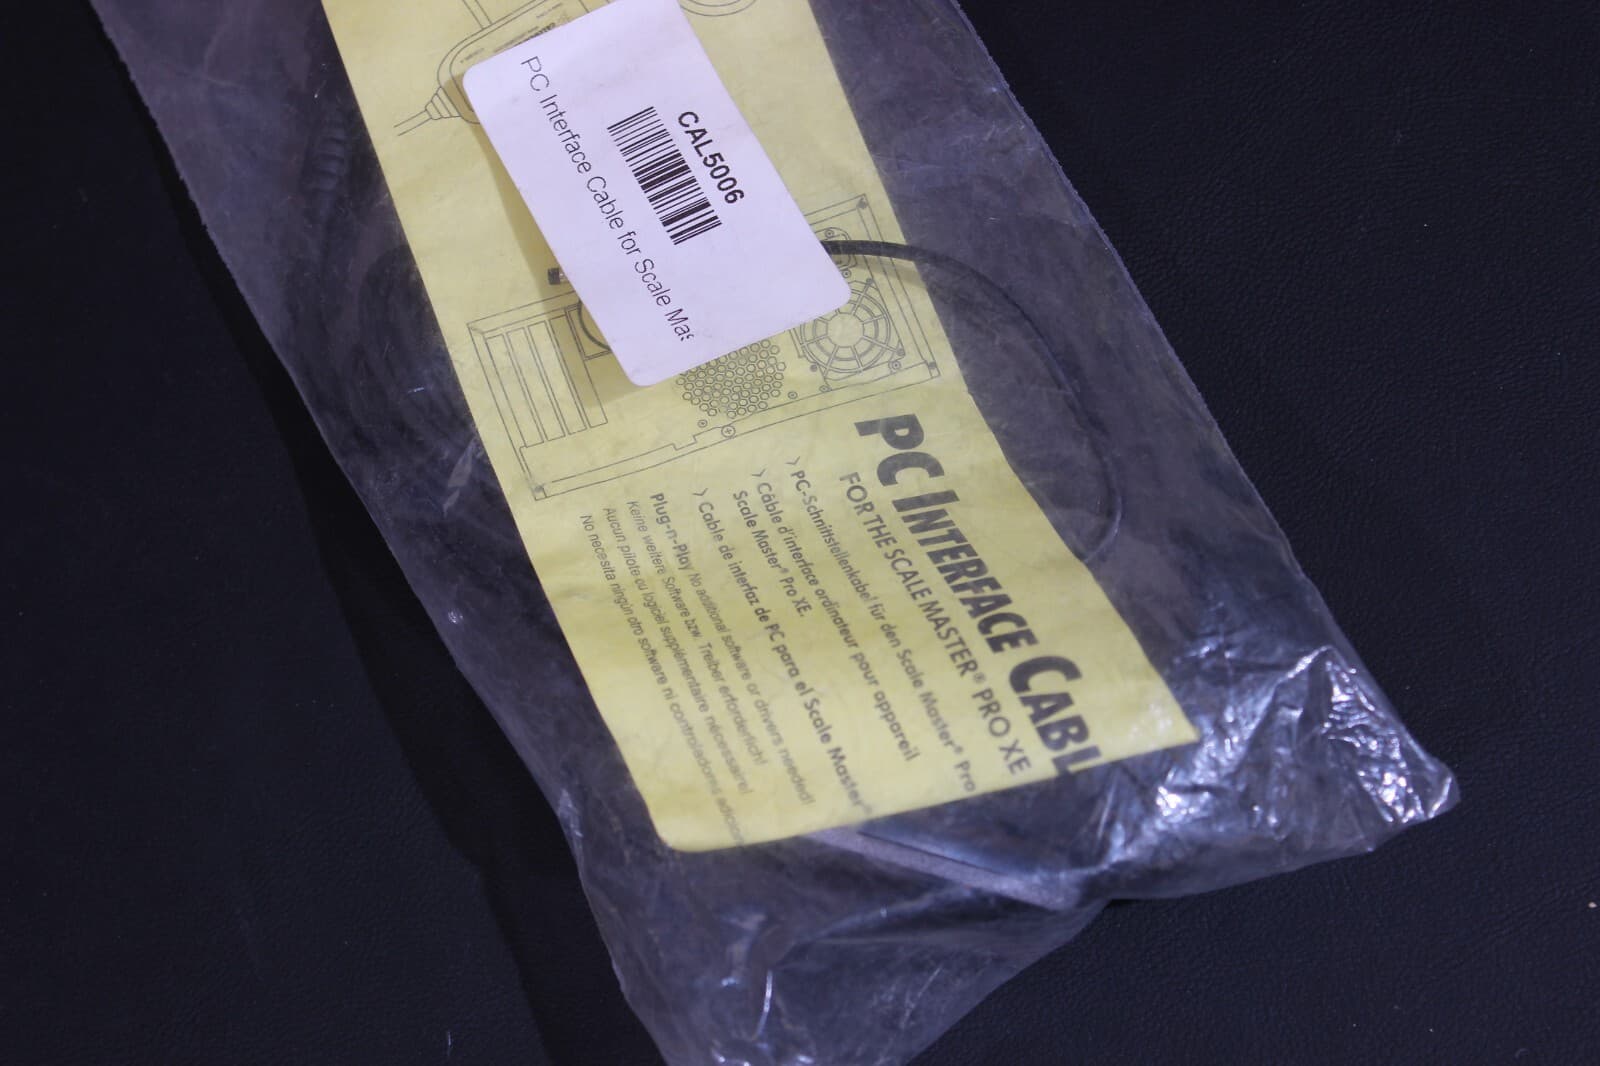 CAL5006
PC Interface Cable for Scale Mas
PC INTERFACE CABL
FOR THE SCALE MASTER® PRO XE
> PC-Schnittstellenkabel für den Scale Master® Pro
> Câble d'interface ordinateur pour appareil
Scale Master® Pro XE.
> Cable de interfaz de PC para el Scale Master®
Plug-n-Play No additional software or drivers needed!
Keine weitere Software bzw. Treiber erforderlich!
Aucun pilote ou logiciel supplémentaire nécessaire!
No necesita ningún otro software ni controladores adicio